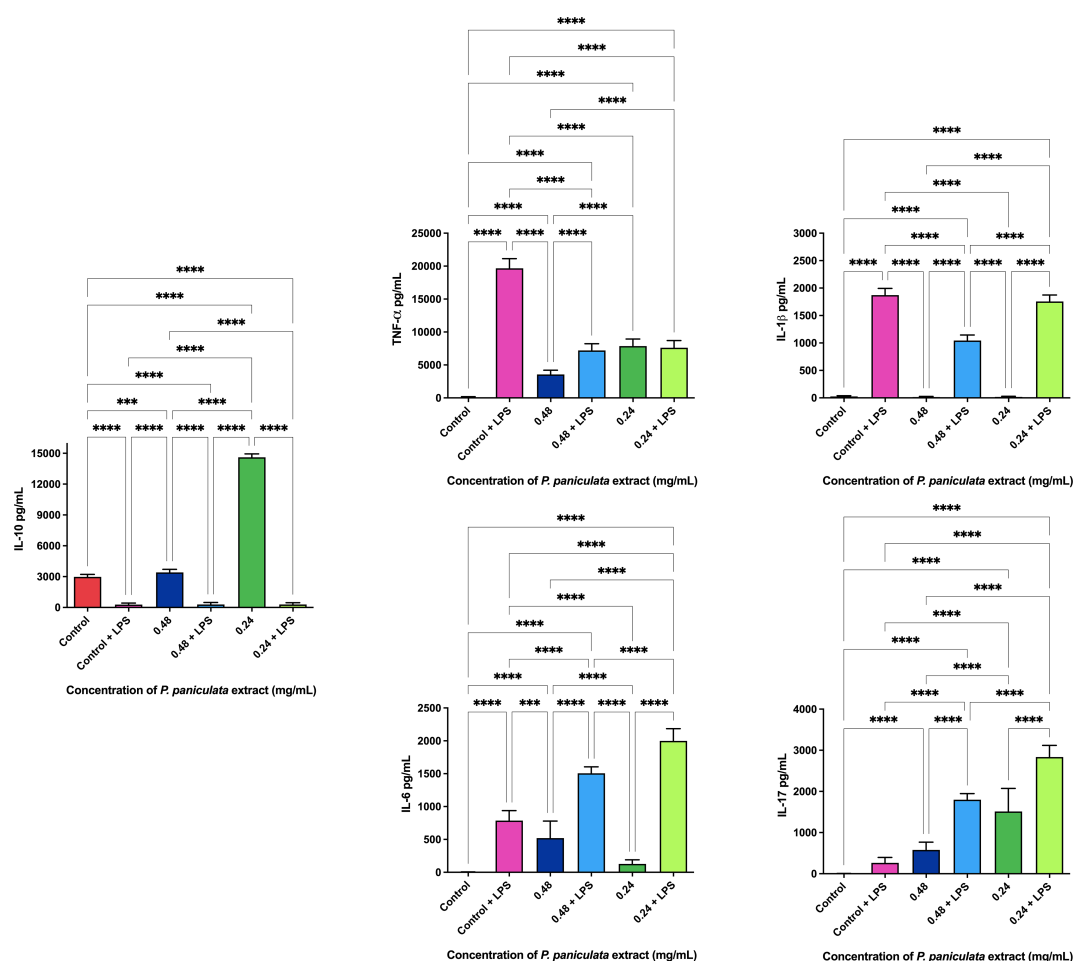 ****
****
****
****
****
*** ****
**** **** **** **** ****
IL-10 pg/mL
15000
12000
9000
6000
3000
0
Control
Control + LPS
0.48
0.48 + LPS
0.24
0.24 + LPS
Concentration of P. paniculata extract (mg/mL)
****
****
****
****
****
****
****
**** ****
**** **** ****
TNF-α pg/mL
25000
20000
15000
10000
5000
0
Control
Control + LPS
0.48
0.48 + LPS
0.24
0.24 + LPS
Concentration of P. paniculata extract (mg/mL)
****
****
****
****
**** ****
**** **** **** **** ****
IL-1β pg/mL
3000
2500
2000
1500
1000
500
0
Control
Control + LPS
0.48
0.48 + LPS
0.24
0.24 + LPS
Concentration of P. paniculata extract (mg/mL)
****
****
****
****
****
**** ****
**** ****
**** *** **** **** ****
IL-6 pg/mL
2500
2000
1500
1000
500
0
Control
Control + LPS
0.48
0.48 + LPS
0.24
0.24 + LPS
Concentration of P. paniculata extract (mg/mL)
****
****
****
****
****
****
****
**** ****
**** **** ****
IL-17 pg/mL
4000
3000
2000
1000
0
Control
Control + LPS
0.48
0.48 + LPS
0.24
0.24 + LPS
Concentration of P. paniculata extract (mg/mL)